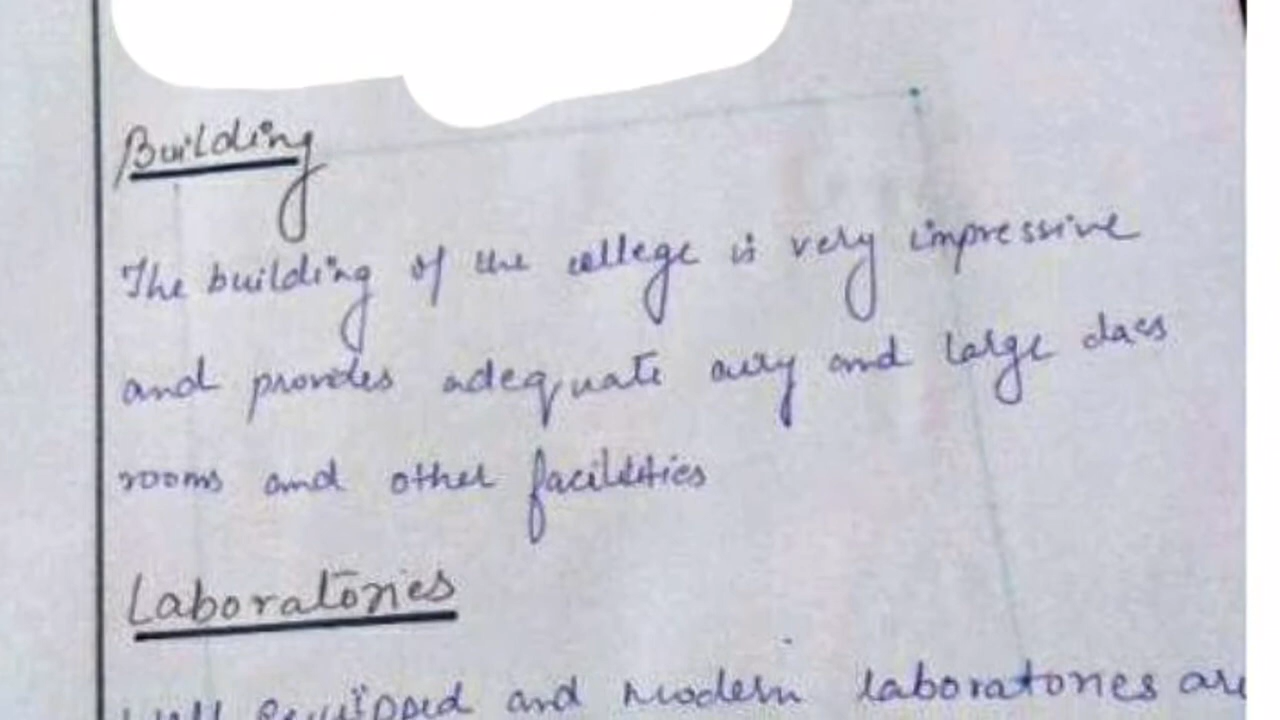 Building
The building of the college is very impressive
and provides adequate airy and large class
rooms and other facilities
Laboratories
Well equipped and modern laboratories are